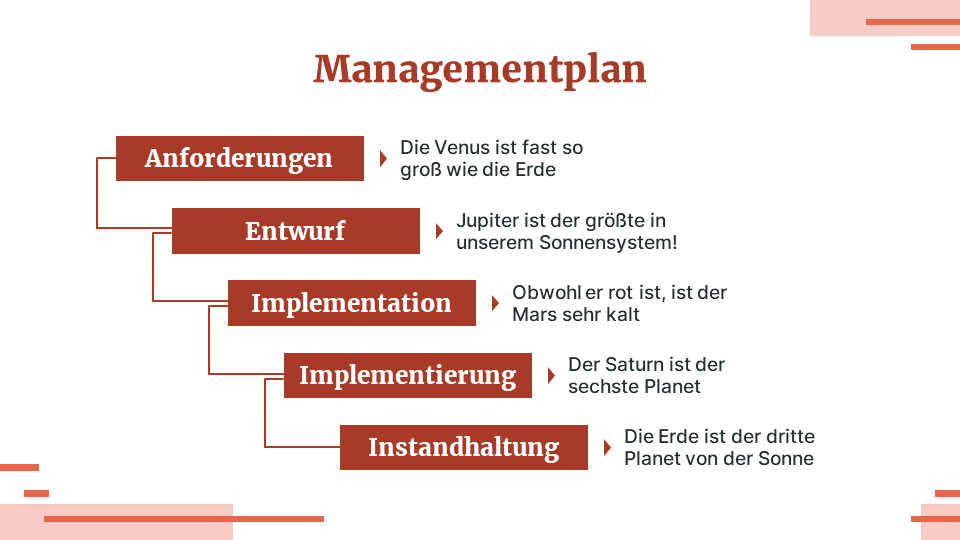 Managementplan
Anforderungen
Die Venus ist fast so
groß wie die Erde
Entwurf
Jupiter ist der größte in
unserem Sonnensystem!
Implementation
Obwohl er rot ist, ist der
Mars sehr kalt
Implementierung
Der Saturn ist der
sechste Planet
Instandhaltung
Die Erde ist der dritte
Planet von der Sonne